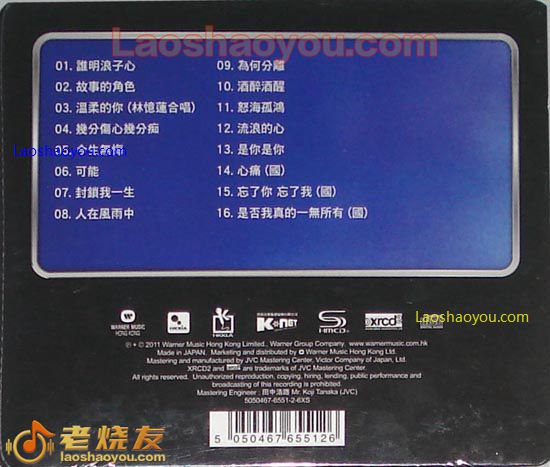 Laoshaoyou.com
01. 誰明浪子心
02. 故事的角色
03. 溫柔的你 (林憶蓮合唱)
04. 幾分傷心幾分痴
Laoshaoyou.com
05.
06. 可能
07. 封鎖我一生
08. 人在風雨中
09. 為何分離
10. 酒醉酒醒
11. 怒海孤鴻
12. 流浪的心
13. 是你是你
14. 心痛 (國)
15. 忘了你 忘了我 (國)
16. 是否我真的一無所有 (國)
WARNER MUSIC
HONG KONG
K·NET
SHMCD
xrcd
Laoshaoyou.com
℗ + © 2011 Warner Music Hong Kong Limited., Warner Group Company. www.warnermusic.com.hk
Made in JAPAN. Marketing and distributed by Warner Music Hong Kong Ltd.
Mastering and manufactured by JVC Mastering Center, Victor Company of Japan, Ltd.
XRCD2 and xrcd are trademarks of JVC Mastering Center.
All rights reserved. Unauthorized reproduction, copying, hiring, lending, public performance and
broadcasting of this recording is prohibited.
Mastering Engineer : 田中浩路 Mr. Koji Tanaka (JVC)
5050467-6551-2-6XS
5 050467 655126
老烧友
laoshaoyou.com